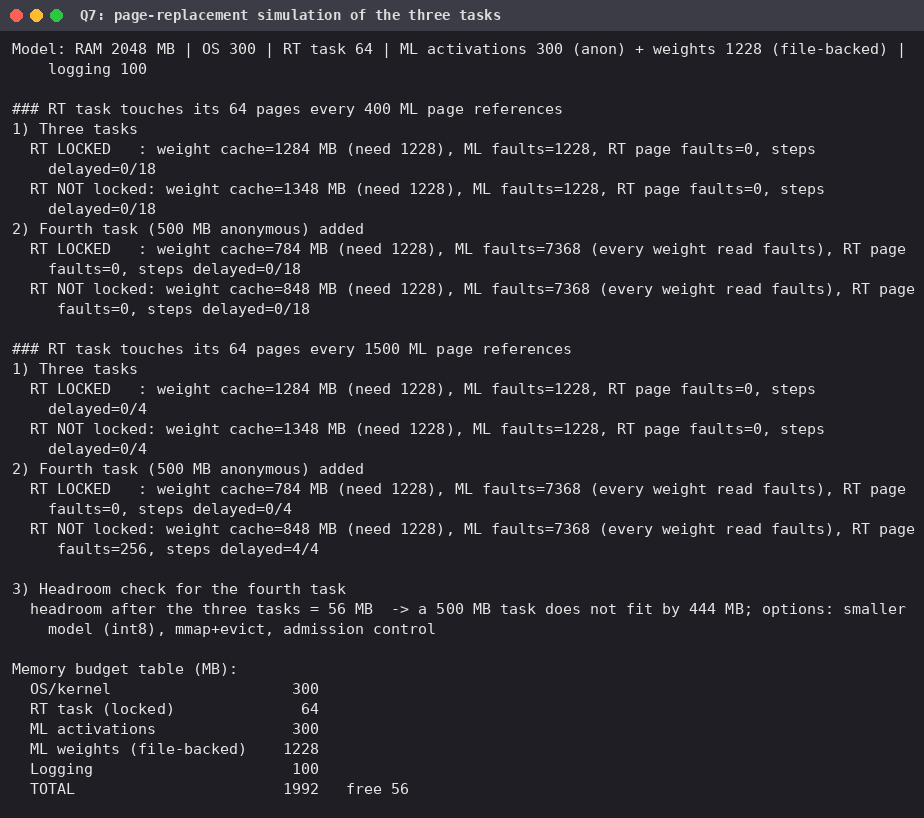 Q7: page-replacement simulation of the three tasks
Model: RAM 2048 MB | OS 300 | RT task 64 | ML activations 300 (anon) + weights 1228 (file-backed) |
    logging 100

### RT task touches its 64 pages every 400 ML page references
1) Three tasks
  RT LOCKED   : weight cache=1284 MB (need 1228), ML faults=1228, RT page faults=0, steps
    delayed=0/18
  RT NOT locked: weight cache=1348 MB (need 1228), ML faults=1228, RT page faults=0, steps
    delayed=0/18
2) Fourth task (500 MB anonymous) added
  RT LOCKED   : weight cache=784 MB (need 1228), ML faults=7368 (every weight read faults), RT page
    faults=0, steps delayed=0/18
  RT NOT locked: weight cache=848 MB (need 1228), ML faults=7368 (every weight read faults), RT page
     faults=0, steps delayed=0/18

### RT task touches its 64 pages every 1500 ML page references
1) Three tasks
  RT LOCKED   : weight cache=1284 MB (need 1228), ML faults=1228, RT page faults=0, steps
    delayed=0/4
  RT NOT locked: weight cache=1348 MB (need 1228), ML faults=1228, RT page faults=0, steps
    delayed=0/4
2) Fourth task (500 MB anonymous) added
  RT LOCKED   : weight cache=784 MB (need 1228), ML faults=7368 (every weight read faults), RT page
    faults=0, steps delayed=0/4
  RT NOT locked: weight cache=848 MB (need 1228), ML faults=7368 (every weight read faults), RT page
     faults=256, steps delayed=4/4

3) Headroom check for the fourth task
  headroom after the three tasks = 56 MB  -> a 500 MB task does not fit by 444 MB; options: smaller
    model (int8), mmap+evict, admission control

Memory budget table (MB):
  OS/kernel                    300
  RT task (locked)              64
  ML activations               300
  ML weights (file-backed)    1228
  Logging                      100
  TOTAL                       1992   free 56